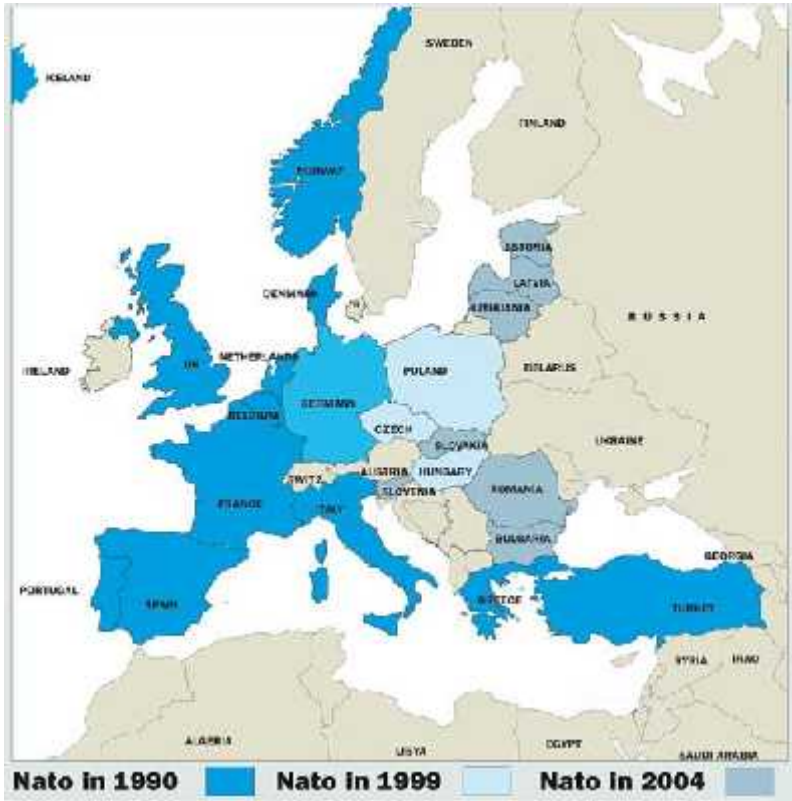 SWEDEN
ICELAND
FINLAND
NORWAY
ESTONIA
LATVIA
DENMARK
RUSSIA
IRELAND
UK
NETHERLANDS
POLAND
BELARUS
GERMANY
BELGIUM
CZECH
SLOVAKIA
UKRAINE
AUSTRIA
HUNGARY
SWITZ.
SLOVENIA
ROMANIA
FRANCE
ITALY
BULGARIA
GEORGIA
PORTUGAL
SPAIN
GREECE
TURKEY
SYRIA
IRAQ
ALGERIA
LIBYA
EGYPT
SAUDI ARABIA
Nato in 1990 Nato in 1999 Nato in 2004